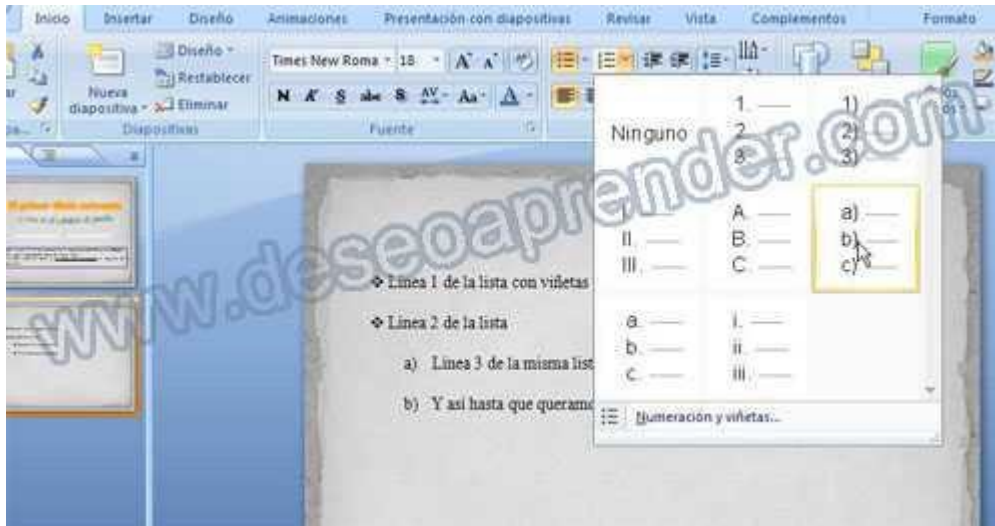 Inicio Insertar Diseño Animaciones Presentación con diapositivas Revisar Vista Complementos Formato
Nueva diapositiva
Diseño
Restablecer
Eliminar
Diapositivas
Times New Roma 18
N K S abc S AV Aa A
Fuente
Ninguno
1.
2.
3.
1)
2)
3)
I.
II.
III.
A.
B.
C.
a)
b)
c)
a.
b.
c.
i.
ii.
iii.
Numeración y viñetas...
Línea 1 de la lista con viñetas
Línea 2 de la lista
a) Línea 3 de la misma list
b) Y así hasta que queramo
www.deseoaprender.com